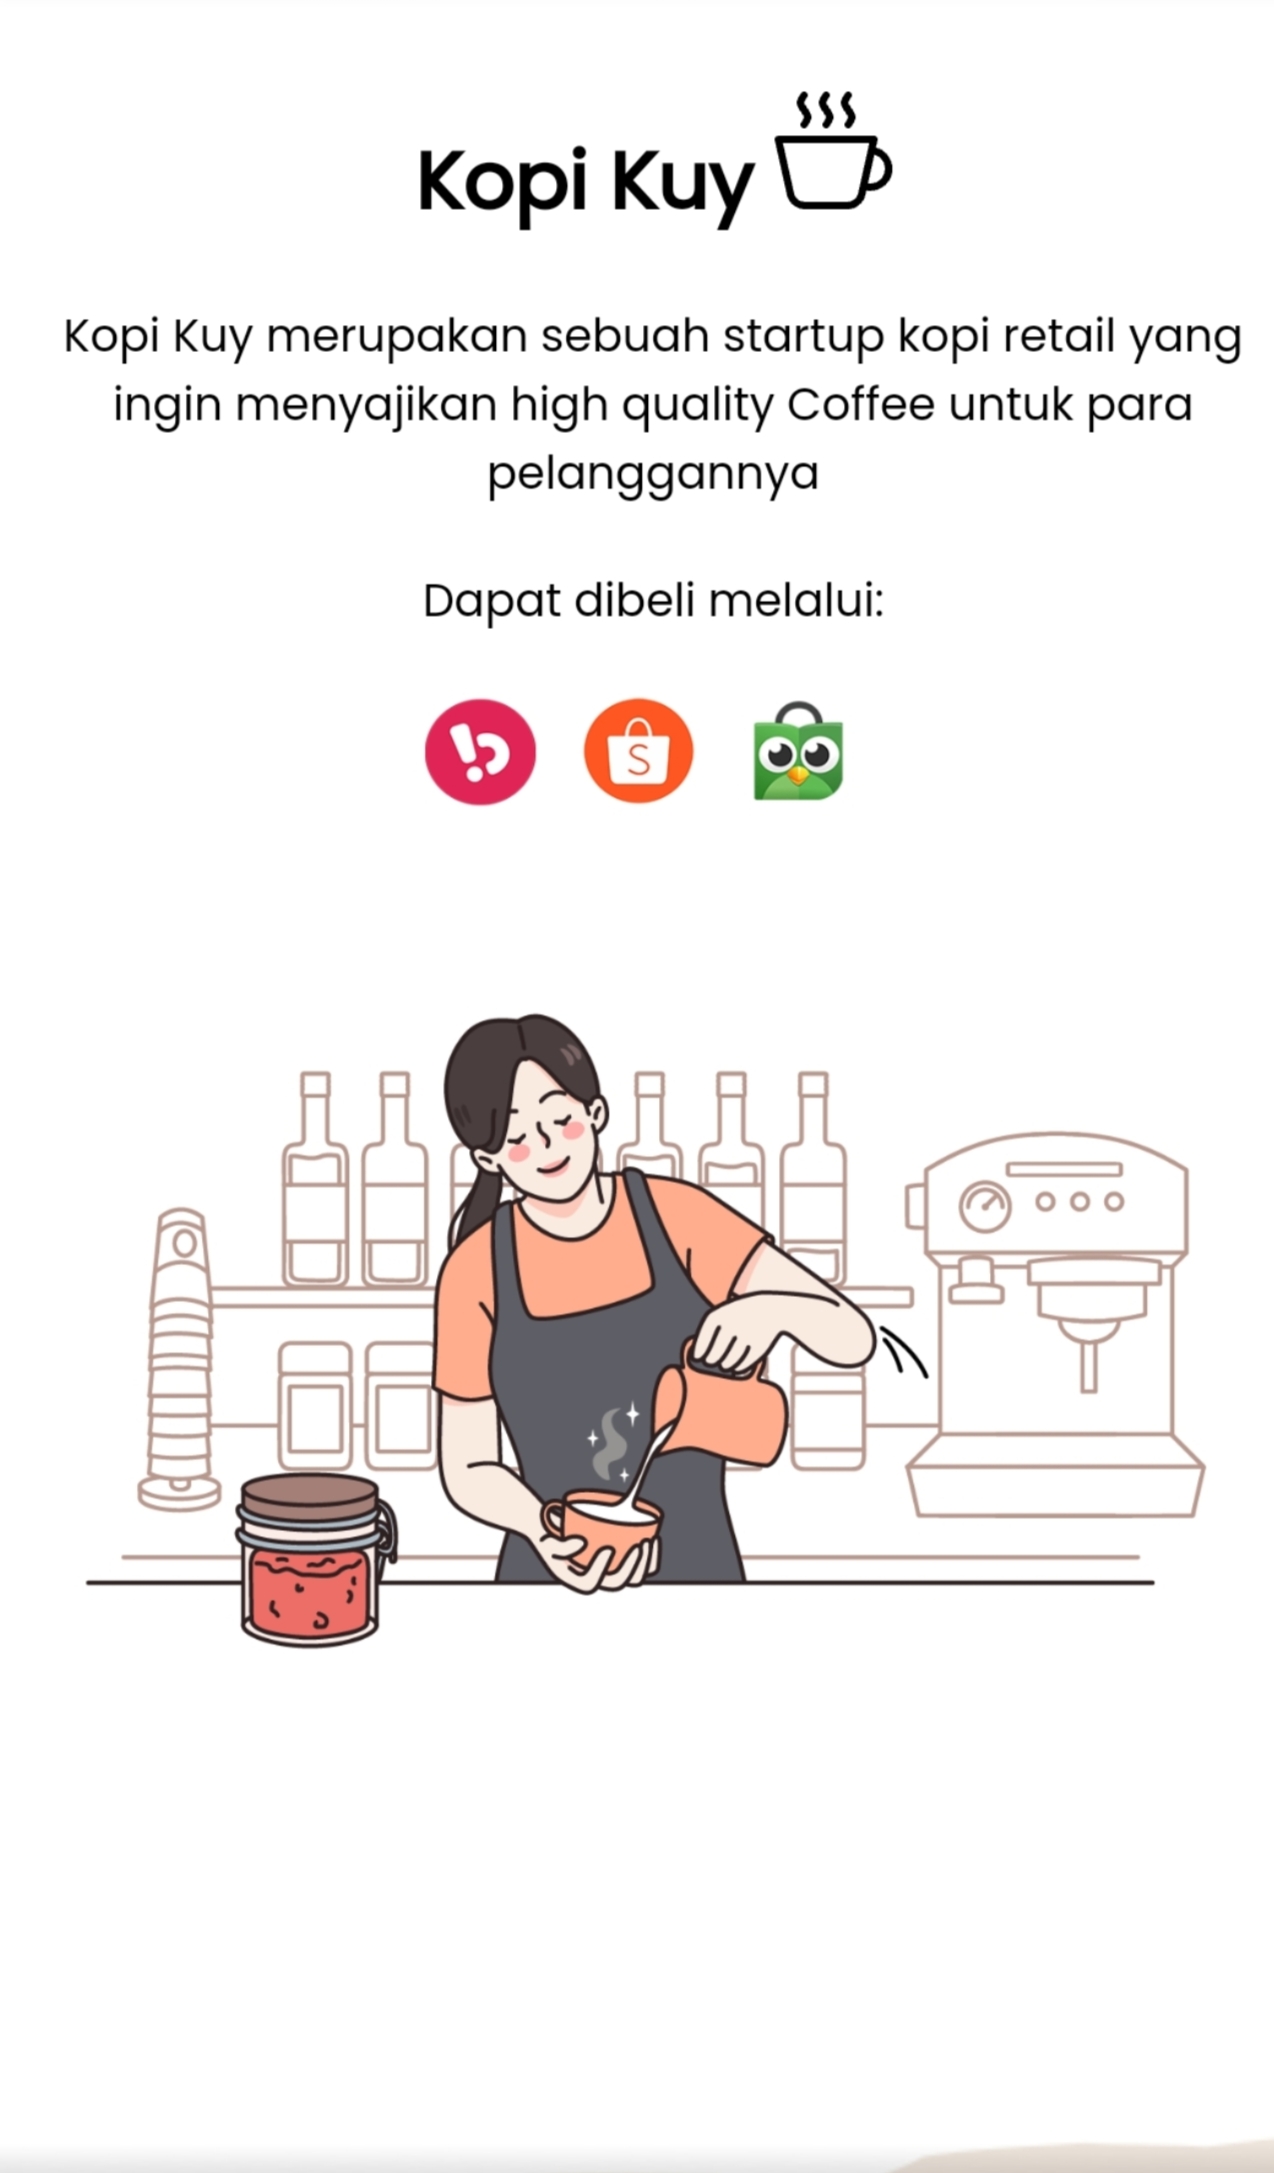 Kopi Kuy
Kopi Kuy merupakan sebuah startup kopi retail yang
ingin menyajikan high quality Coffee untuk para
pelanggannya
Dapat dibeli melalui: